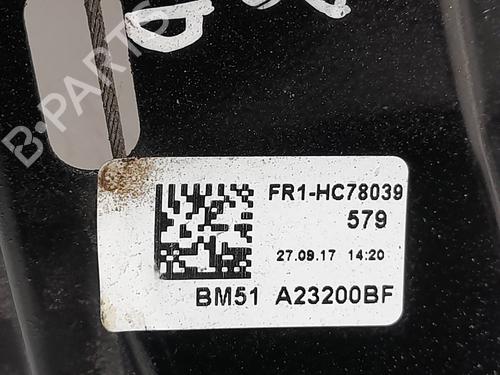 B-PARTS
FR1-HC78039
579
27.09.17 14:20
BM51 A23200BF